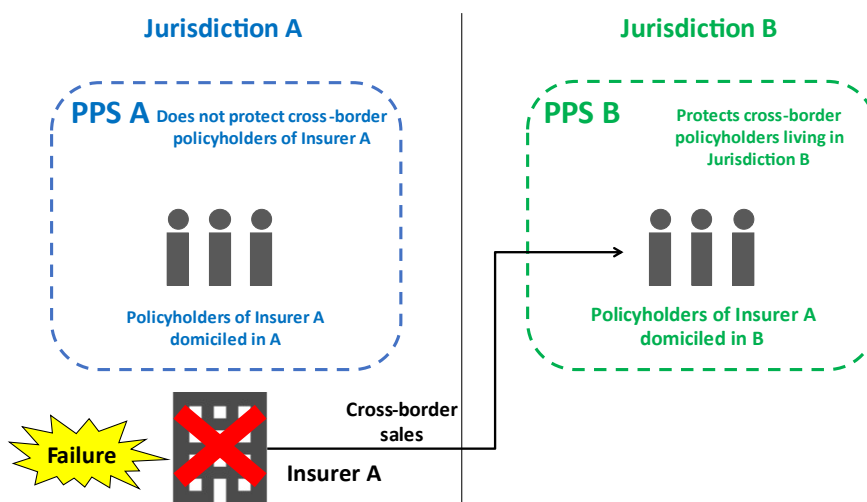 Jurisdiction A
Jurisdiction B
PPS A
Does not protect cross-border
policyholders of Insurer A
PPS B
Protects cross-border
policyholders living in
Jurisdiction B
Policyholders of Insurer A
domiciled in A
Policyholders of Insurer A
domiciled in B
Cross-border
sales
Failure
Insurer A